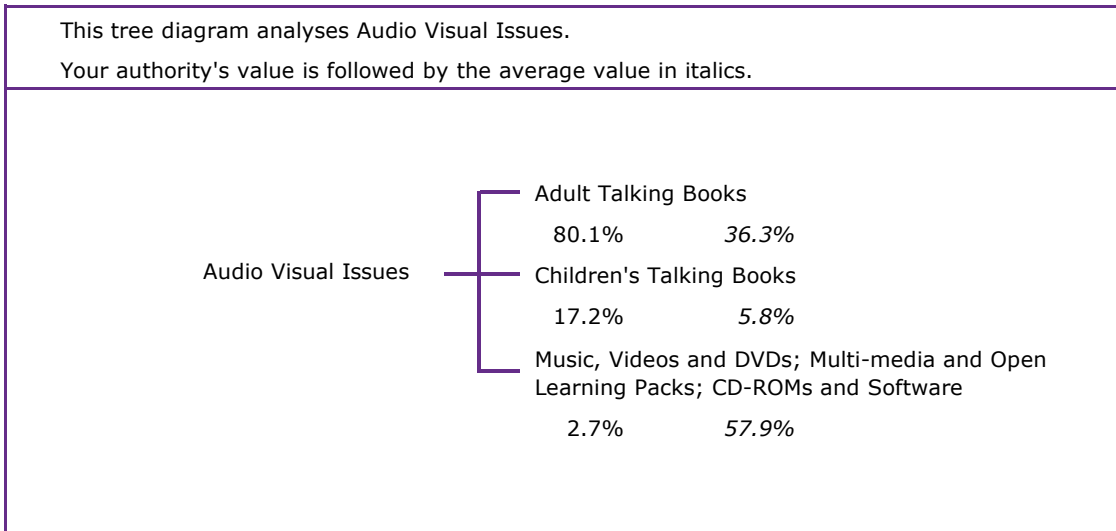 This tree diagram analyses Audio Visual Issues.
Your authority's value is followed by the average value in italics.
Adult Talking Books
80.1% 36.3%
Audio Visual Issues
Children's Talking Books
17.2% 5.8%
Music, Videos and DVDs; Multi-media and Open
Learning Packs; CD-ROMs and Software
2.7% 57.9%